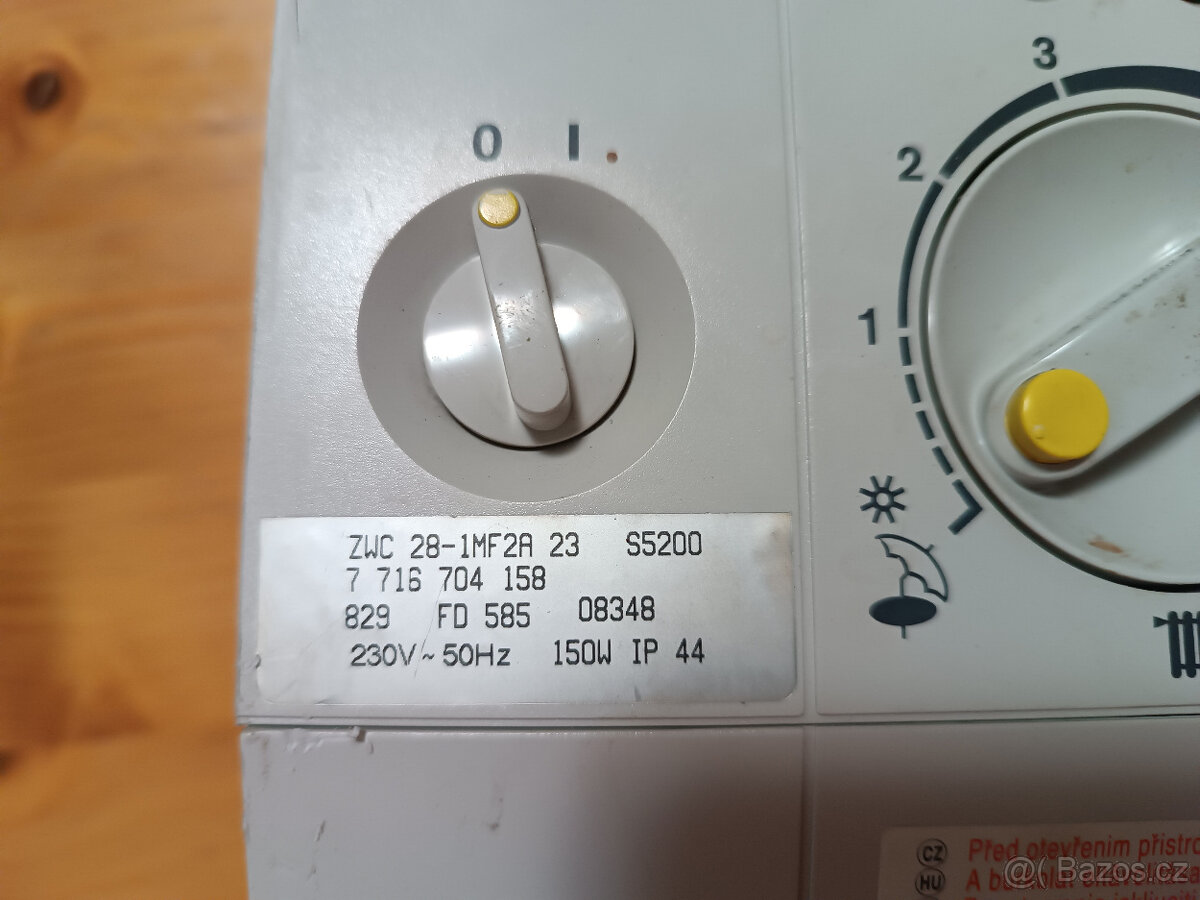 0 I
3
2
1
ZWC 28-1MF2A 23 S5200
7 716 704 158
829 FD 585 08348
230V ~ 50Hz 150W IP 44
CZ Před otevřením přístro
HU A bu
@( Bazos.cz